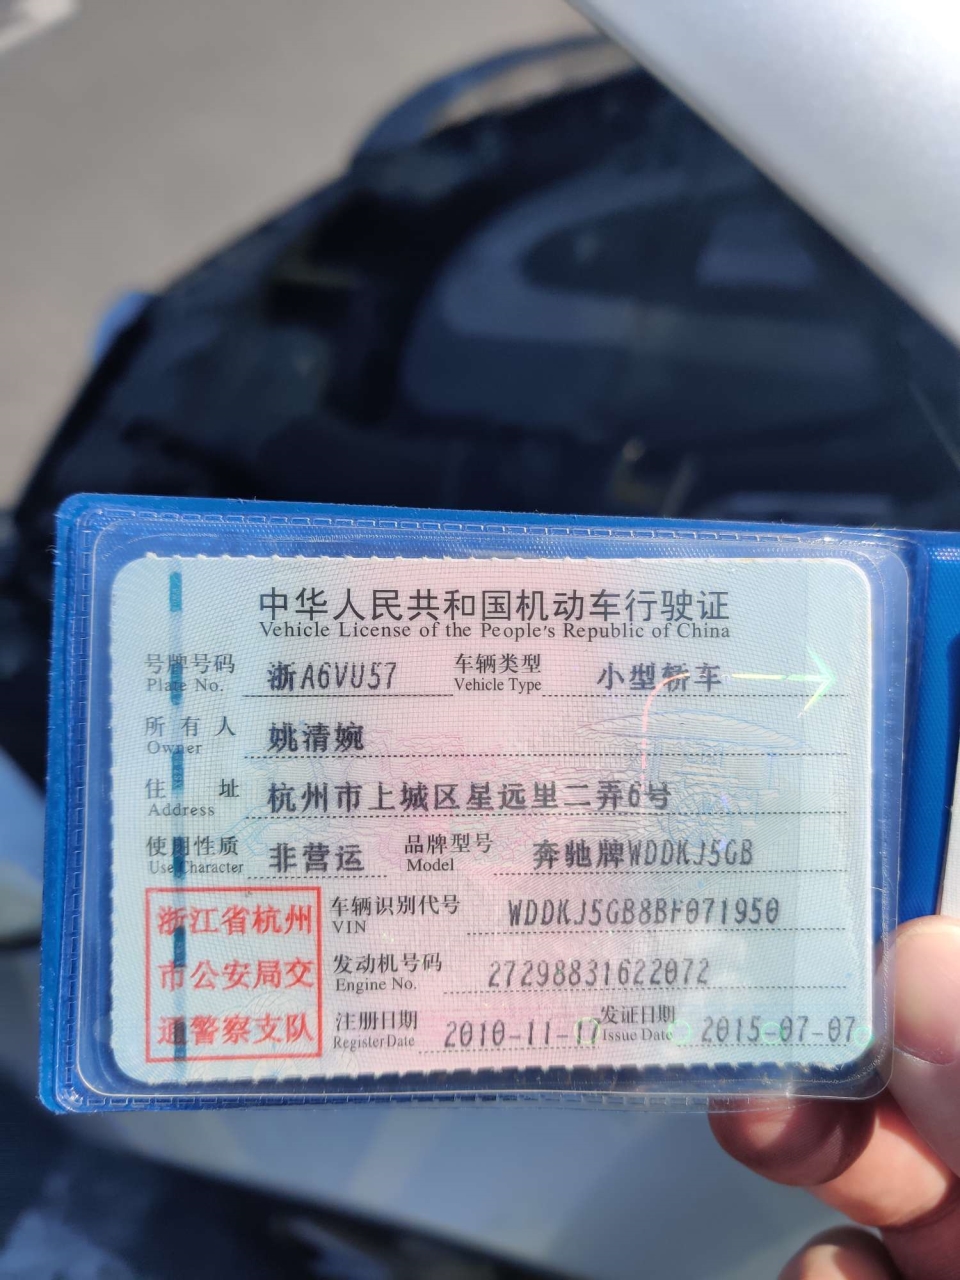 中华人民共和国机动车行驶证
Vehicle License of the People's Republic of China
号牌号码 浙A6VU57 车辆类型 小型轿车
Plate No. Vehicle Type
所有人 姚清婉
Owner
住址 杭州市上城区星远里二弄6号
Address
使用性质 非营运 品牌型号 奔驰牌WDDKJ5GB
Use Character Model
浙江省杭州 车辆识别代号 WDDKJ5GB8BF071950
VIN
市公安局交 发动机号码 27298831622072
Engine No.
通警察支队 注册日期 2010-11-17 发证日期 2015-07-07
Register Date Issue Date